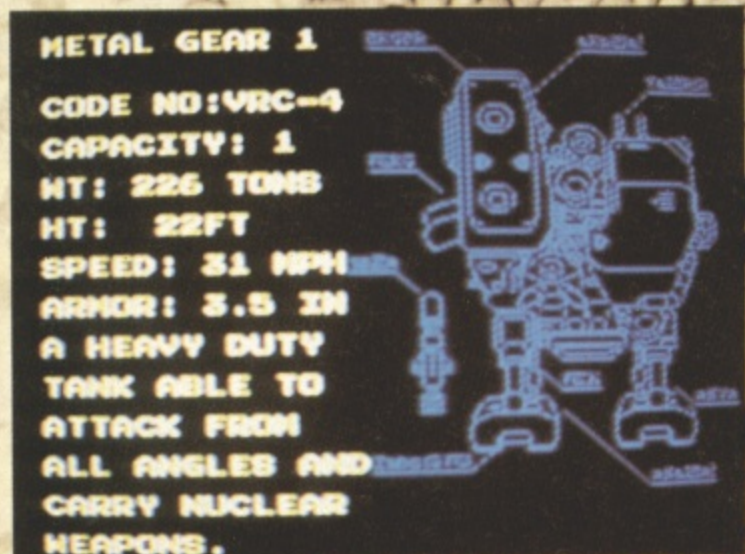 METAL GEAR 1
CODE NO:VRC-4
CAPACITY: 1
WT: 226 TONS
HT: 22FT
SPEED: 31 MPH
ARMOR: 3.5 IN
A HEAVY DUTY
TANK ABLE TO
ATTACK FROM
ALL ANGLES AND
CARRY NUCLEAR
WEAPONS.